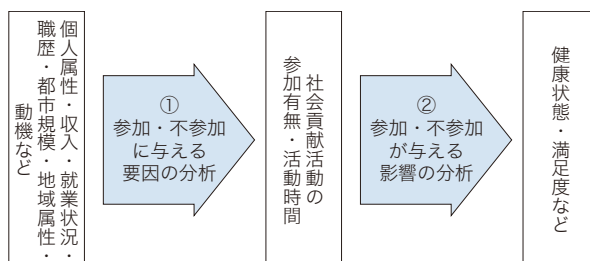 個人属性・収入・就業状況・
職歴・都市規模・地域属性・
動機など
①
参加・不参加
に与える
要因の分析
社会貢献活動の
参加有無・活動時間
②
参加・不参加
が与える
影響の分析
健康状態・満足度など